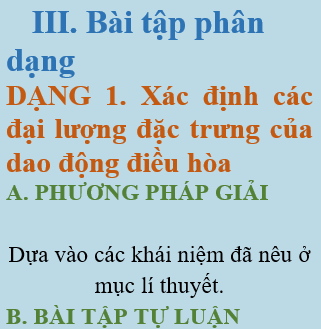 III. Bài tập phân
dạng
DẠNG 1. Xác định các
đại lượng đặc trưng của
dao động điều hòa
A. PHƯƠNG PHÁP GIẢI
Dựa vào các khái niệm đã nêu ở
mục lí thuyết.
B. BÀI TẬP TỰ LUẬN